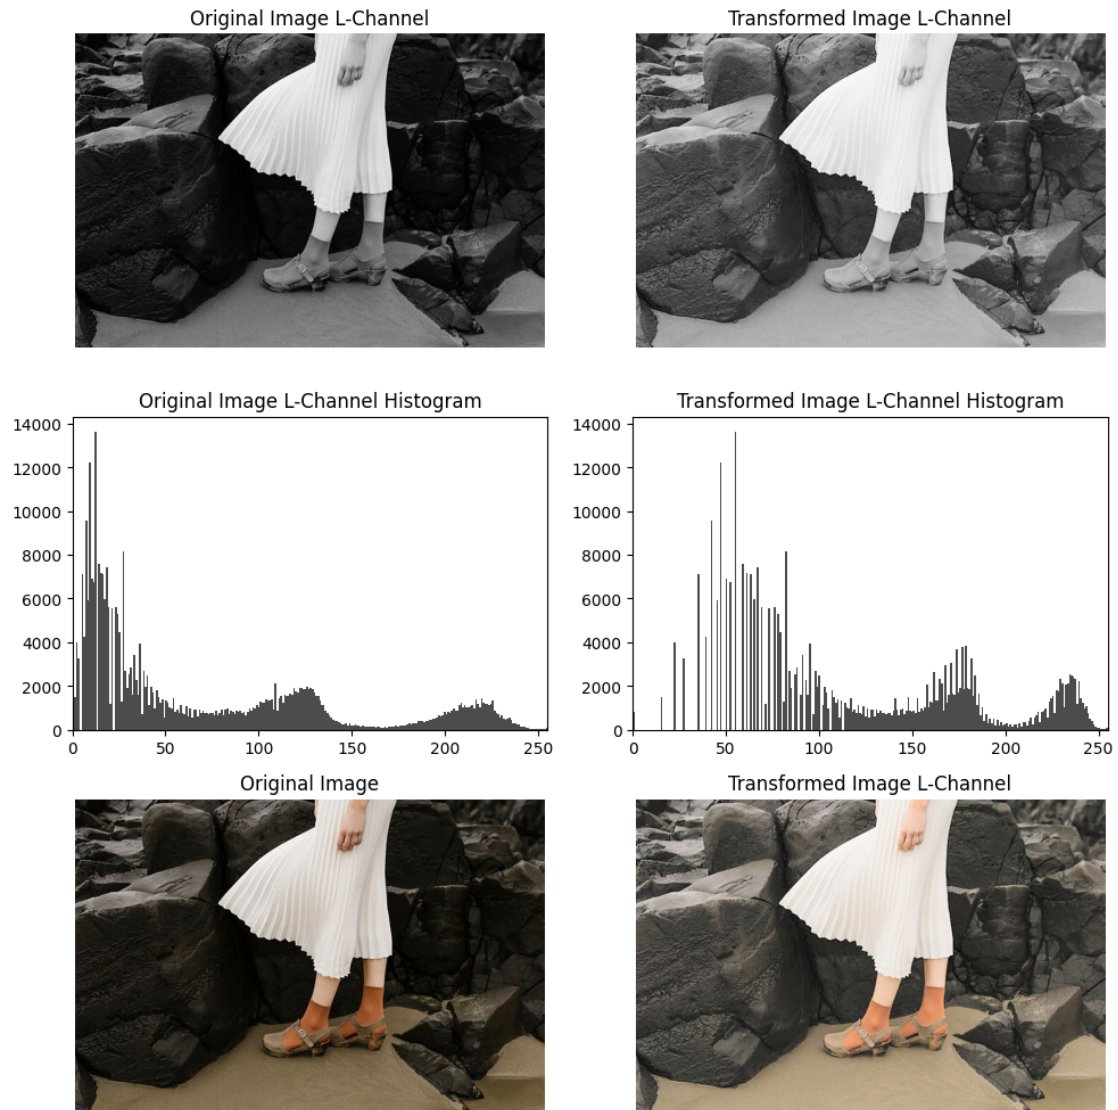 Original Image L-Channel
Transformed Image L-Channel
Original Image L-Channel Histogram
Transformed Image L-Channel Histogram
14000
12000
10000
8000
6000
4000
2000
0
0 50 100 150 200 250
14000
12000
10000
8000
6000
4000
2000
0
0 50 100 150 200 250
Original Image
Transformed Image L-Channel